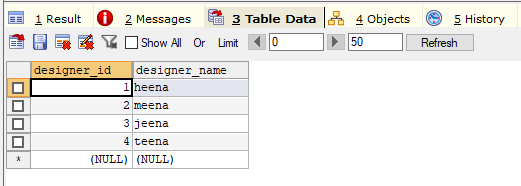 1 Result 2 Messages 3 Table Data 4 Objects 5 History
Show All Or Limit 0 50 Refresh
designer_id designer_name
1 heena
2 meena
3 jeena
4 teena
* (NULL) (NULL)